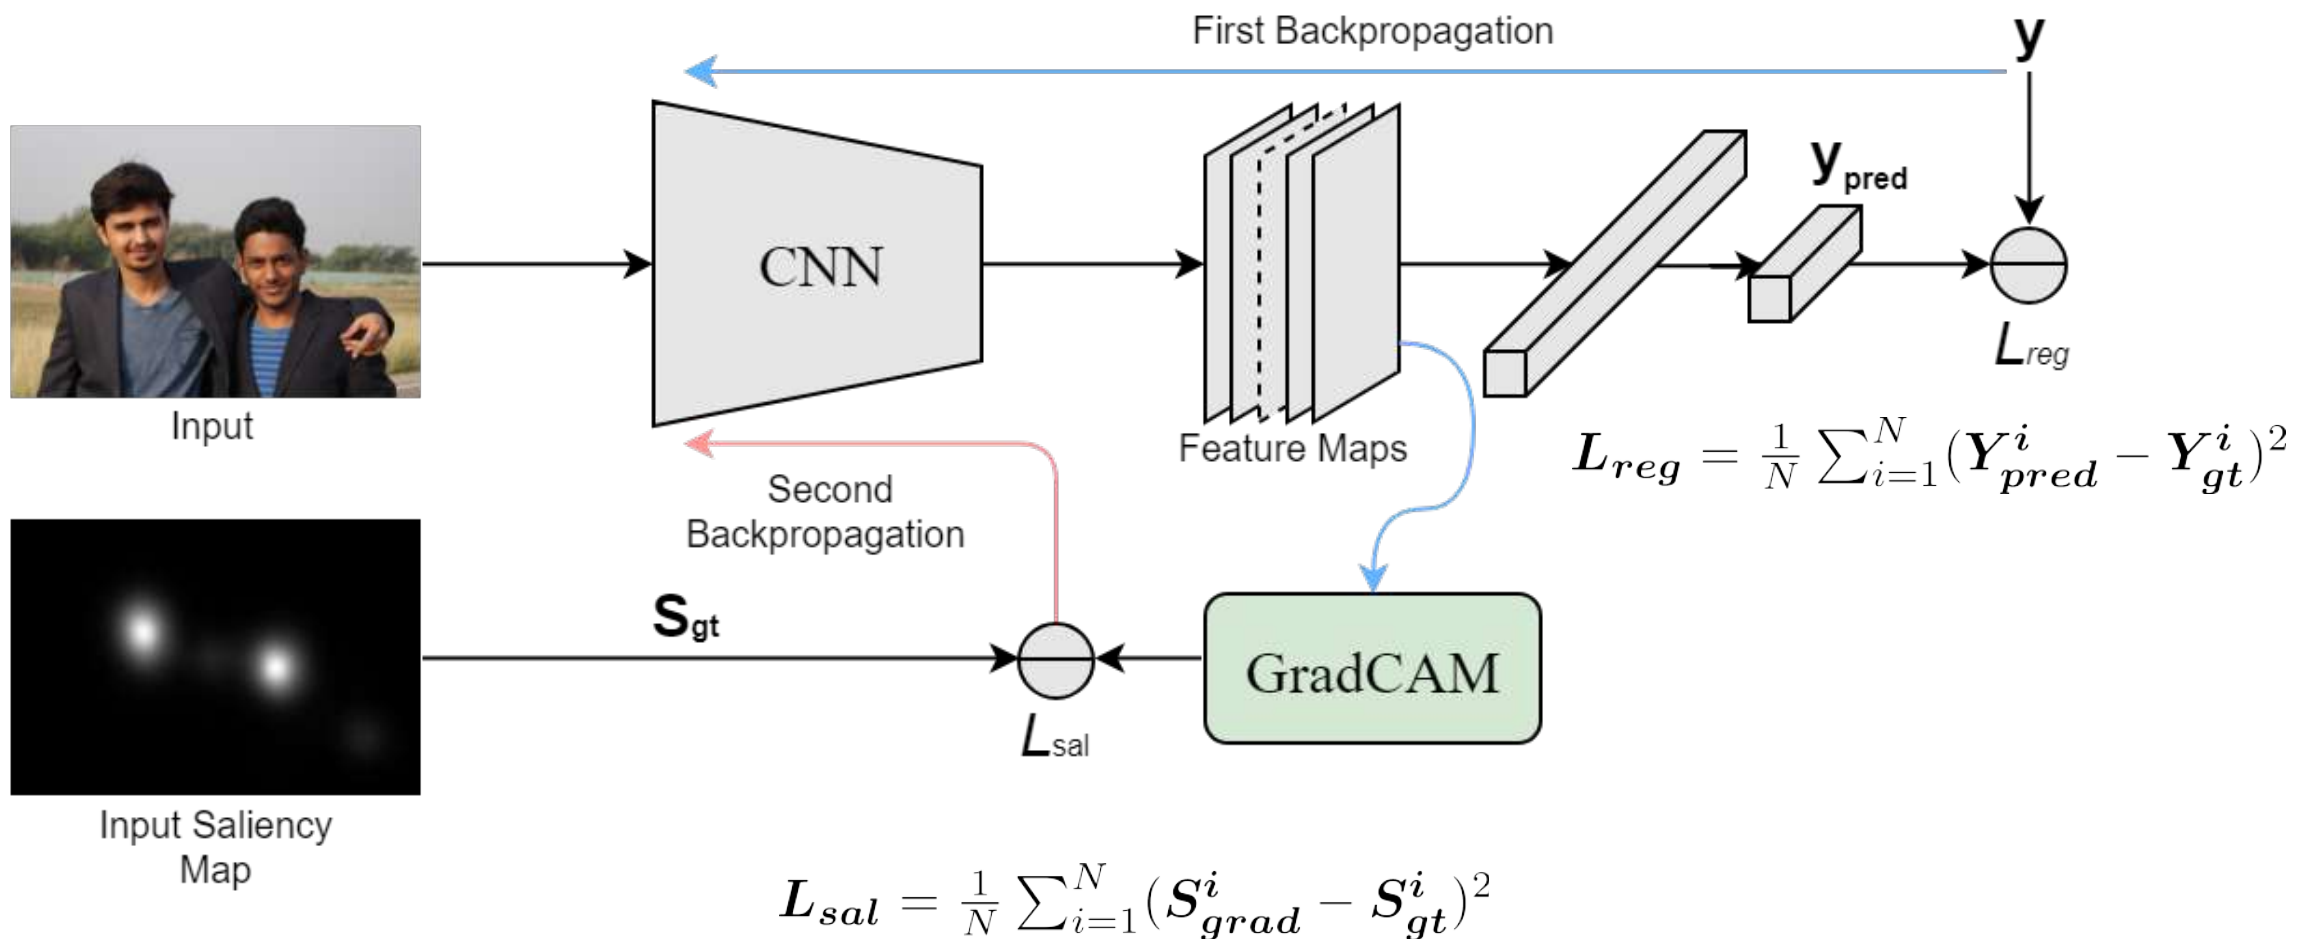 First Backpropagation
y
y_pred
CNN
L_reg
Input
Feature Maps
L_reg = 1/N ∑_{i=1}^{N} (Y^i_pred − Y^i_gt)^2
Second
Backpropagation
S_gt
GradCAM
L_sal
Input Saliency
Map
L_sal = 1/N ∑_{i=1}^{N} (S^i_grad − S^i_gt)^2